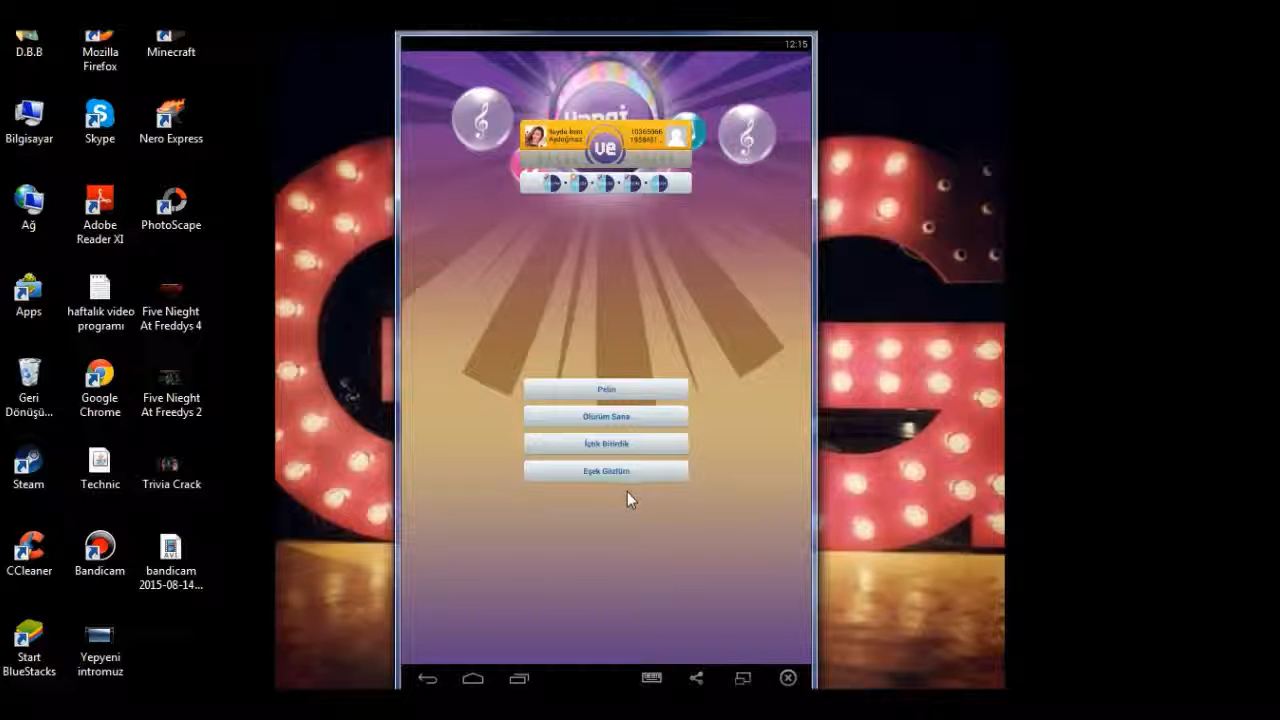 D.B.B
Mozilla
Firefox
Minecraft
Bilgisayar
Skype
Nero Express
Ağ
Adobe
Reader XI
PhotoScape
Apps
haftalık video
programı
Five Nieght
At Freddys 4
Geri
Dönüşü...
Google
Chrome
Five Nieght
At Freedys 2
Steam
Technic
Trivia Crack
CCleaner
Bandicam
bandicam
2015-08-14...
Start
BlueStacks
Yepyeni
intromuz
12:15
Hangi
ve
Pelin
Ölürüm Sana
İçtik Bitirdik
Eşek Gözlüm